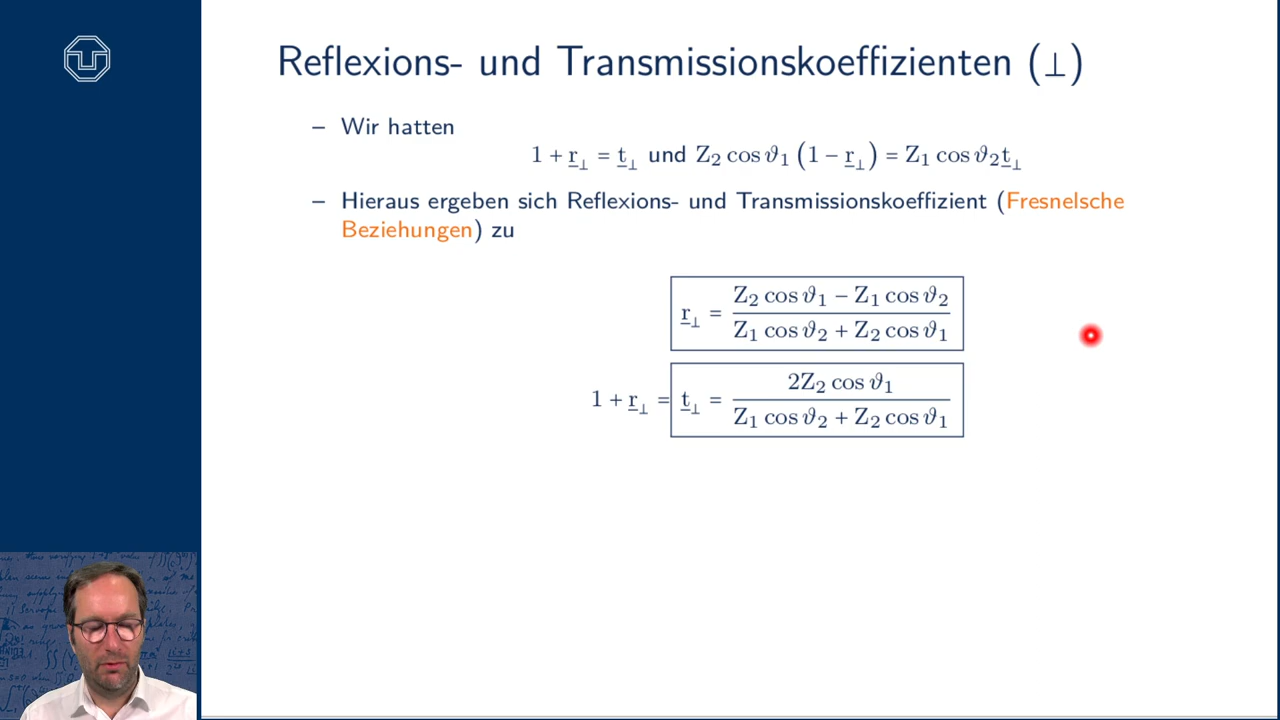 Reflexions- und Transmissionskoeffizienten (⊥)
– Wir hatten
1 + r̲⊥ = t̲⊥ und Z₂ cos ϑ₁ (1 − r̲⊥) = Z₁ cos ϑ₂ t̲⊥
– Hieraus ergeben sich Reflexions- und Transmissionskoeffizient (Fresnelsche
Beziehungen) zu
r̲⊥ = (Z₂ cos ϑ₁ − Z₁ cos ϑ₂) / (Z₁ cos ϑ₂ + Z₂ cos ϑ₁)
1 + r̲⊥ = t̲⊥ = (2Z₂ cos ϑ₁) / (Z₁ cos ϑ₂ + Z₂ cos ϑ₁)